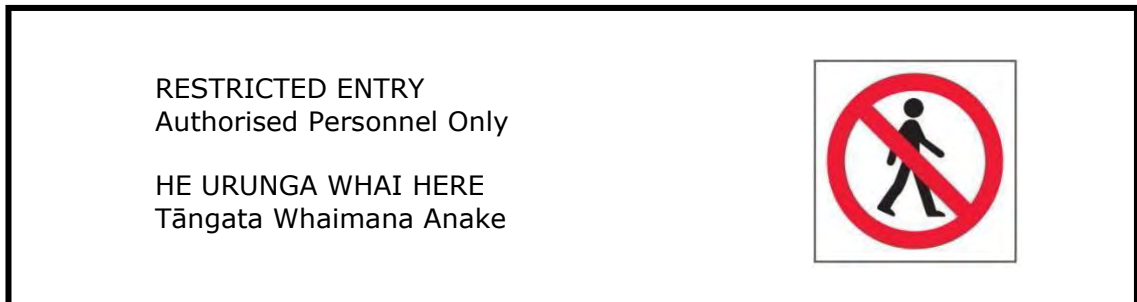 RESTRICTED ENTRY
Authorised Personnel Only
HE URUNGA WHAI HERE
Tāngata Whaimana Anake